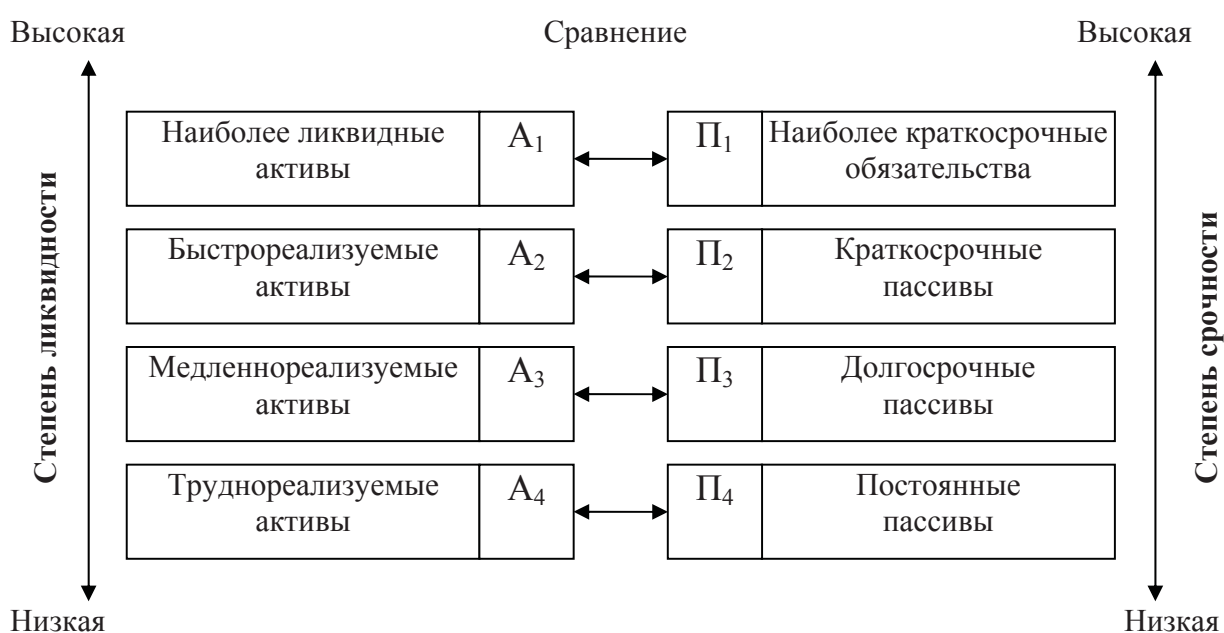 Высокая Сравнение Высокая
Наиболее ликвидные
активы
А1
П1
Наиболее краткосрочные
обязательства
Быстрореализуемые
активы
А2
П2
Краткосрочные
пассивы
Медленнореализуемые
активы
А3
П3
Долгосрочные
пассивы
Труднореализуемые
активы
А4
П4
Постоянные
пассивы
Степень ликвидности
Степень срочности
Низкая Низкая